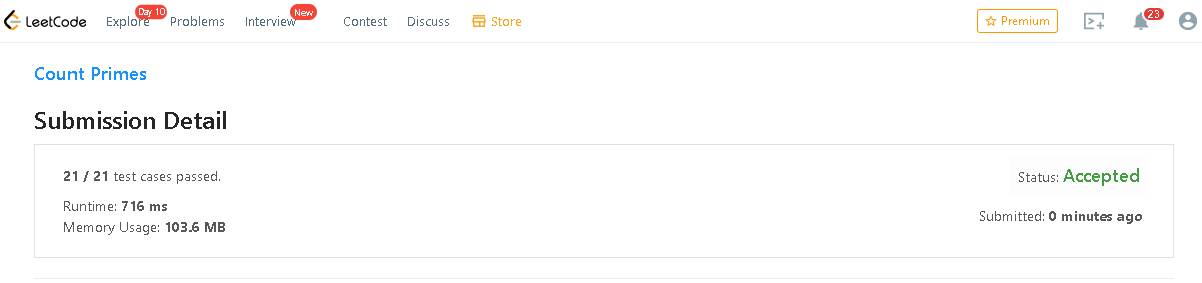 LeetCode Explore Day 10 Problems Interview New Contest Discuss Store Premium 23
Count Primes
Submission Detail
21 / 21 test cases passed.
Status: Accepted
Runtime: 716 ms
Submitted: 0 minutes ago
Memory Usage: 103.6 MB